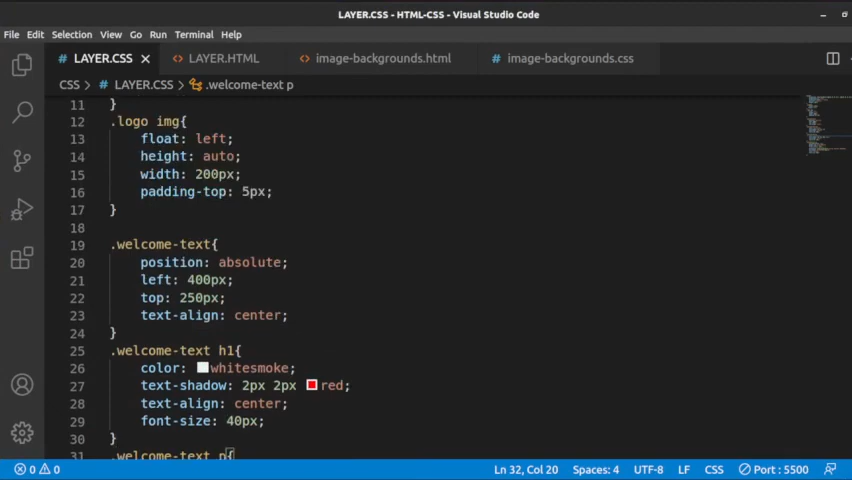 LAYER.CSS - HTML-CSS - Visual Studio Code
File Edit Selection View Go Run Terminal Help
# LAYER.CSS × <> LAYER.HTML <> image-backgrounds.html # image-backgrounds.css
CSS > # LAYER.CSS > .welcome-text p
11 }
12 .logo img{
13 float: left;
14 height: auto;
15 width: 200px;
16 padding-top: 5px;
17 }
18
19 .welcome-text{
20 position: absolute;
21 left: 400px;
22 top: 250px;
23 text-align: center;
24 }
25 .welcome-text h1{
26 color: whitesmoke;
27 text-shadow: 2px 2px red;
28 text-align: center;
29 font-size: 40px;
30 }
31 .welcome-text p{
0 0 Ln 32, Col 20 Spaces: 4 UTF-8 LF CSS Port : 5500